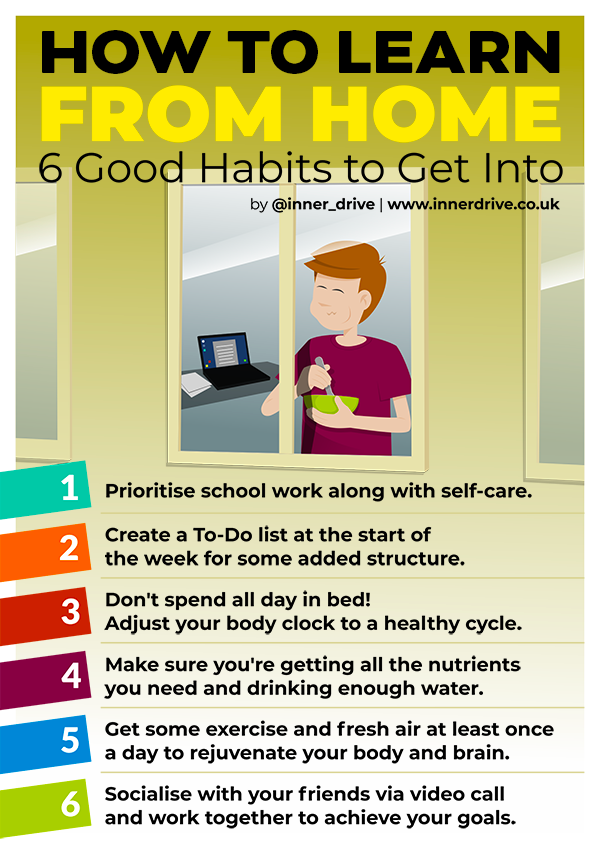 HOW TO LEARN
FROM HOME
6 Good Habits to Get Into
by @inner_drive | www.innerdrive.co.uk
1
Prioritise school work along with self-care.
2
Create a To-Do list at the start of
the week for some added structure.
3
Don't spend all day in bed!
Adjust your body clock to a healthy cycle.
4
Make sure you're getting all the nutrients
you need and drinking enough water.
5
Get some exercise and fresh air at least once
a day to rejuvenate your body and brain.
6
Socialise with your friends via video call
and work together to achieve your goals.